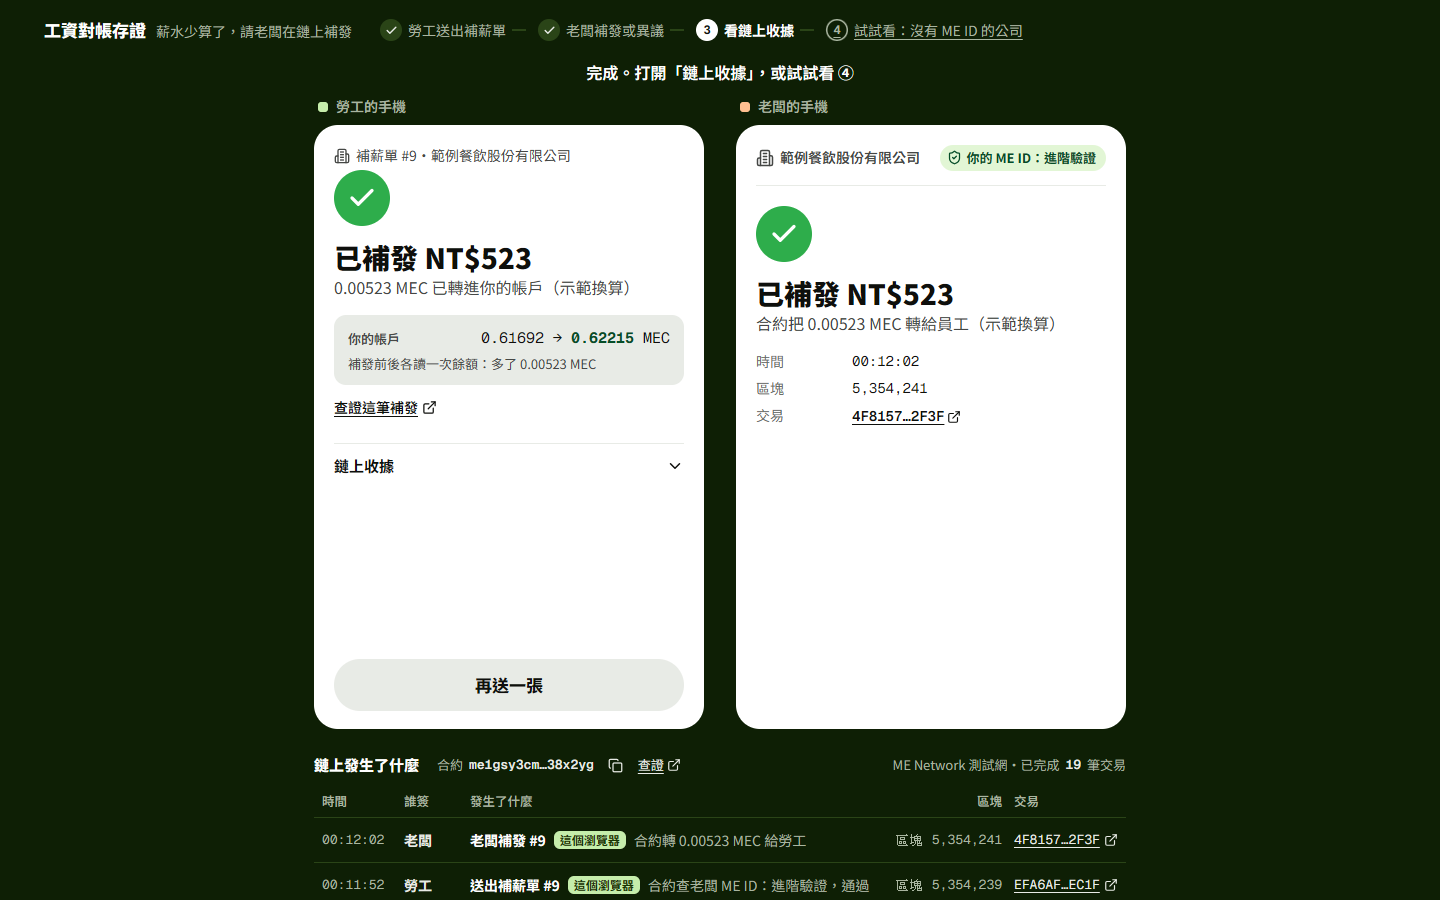 工資對帳存證 薪水少算了，請老闆在鏈上補發 勞工送出補薪單 老闆補發或異議 3 看鏈上收據 4 試試看：沒有 ME ID 的公司
完成。打開「鏈上收據」，或試試看 ④
勞工的手機
補薪單 #9・範例餐飲股份有限公司
已補發 NT$523
0.00523 MEC 已轉進你的帳戶（示範換算）
你的帳戶 0.61692 → 0.62215 MEC
補發前後各讀一次餘額：多了 0.00523 MEC
查證這筆補發
鏈上收據
再送一張
老闆的手機
範例餐飲股份有限公司 你的 ME ID：進階驗證
已補發 NT$523
合約把 0.00523 MEC 轉給員工（示範換算）
時間 00:12:02
區塊 5,354,241
交易 4F8157…2F3F
鏈上發生了什麼 合約 me1gsy3cm…38x2yg 查證 ME Network 測試網・已完成 19 筆交易
時間 誰簽 發生了什麼 區塊 交易
00:12:02 老闆 老闆補發 #9 這個瀏覽器 合約轉 0.00523 MEC 給勞工 區塊 5,354,241 4F8157…2F3F
00:11:52 勞工 送出補薪單 #9 這個瀏覽器 合約查老闆 ME ID：進階驗證，通過 區塊 5,354,239 EFA6AF…EC1F